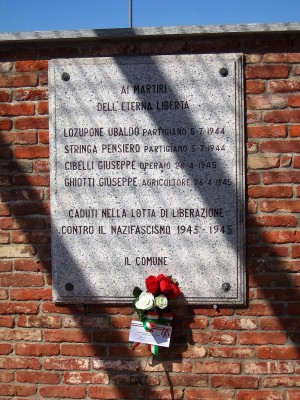 AI MARTIRI
DELL'ETERNA LIBERTÀ
LOZUPONE UBALDO PARTIGIANO 5-7-1944
STRINGA PENSIERO PARTIGIANO 5-7-1944
CIBELLI GIUSEPPE OPERAIO 26-4-1945
GHIOTTI GIUSEPPE AGRICOLTORE 26-4-1945
CADUTI NELLA LOTTA DI LIBERAZIONE
CONTRO IL NAZIFASCISMO 1943-1945
IL COMUNE